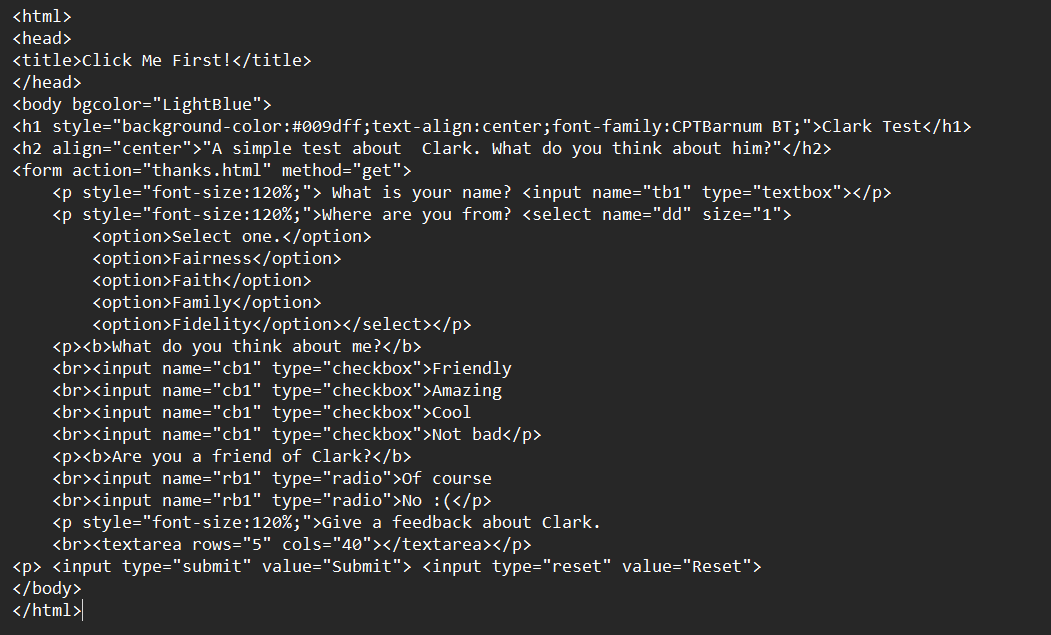 <html>
<head>
<title>Click Me First!</title>
</head>
<body bgcolor="LightBlue">
<h1 style="background-color:#009dff;text-align:center;font-family:CPTBarnum BT;">Clark Test</h1>
<h2 align="center">"A simple test about  Clark. What do you think about him?"</h2>
<form action="thanks.html" method="get">
    <p style="font-size:120%;"> What is your name? <input name="tb1" type="textbox"></p>
    <p style="font-size:120%;">Where are you from? <select name="dd" size="1">
        <option>Select one.</option>
        <option>Fairness</option>
        <option>Faith</option>
        <option>Family</option>
        <option>Fidelity</option></select></p>
    <p><b>What do you think about me?</b>
    <br><input name="cb1" type="checkbox">Friendly
    <br><input name="cb1" type="checkbox">Amazing
    <br><input name="cb1" type="checkbox">Cool
    <br><input name="cb1" type="checkbox">Not bad</p>
    <p><b>Are you a friend of Clark?</b>
    <br><input name="rb1" type="radio">Of course
    <br><input name="rb1" type="radio">No :(</p>
    <p style="font-size:120%;">Give a feedback about Clark.
    <br><textarea rows="5" cols="40"></textarea></p>
<p> <input type="submit" value="Submit"> <input type="reset" value="Reset">
</body>
</html>